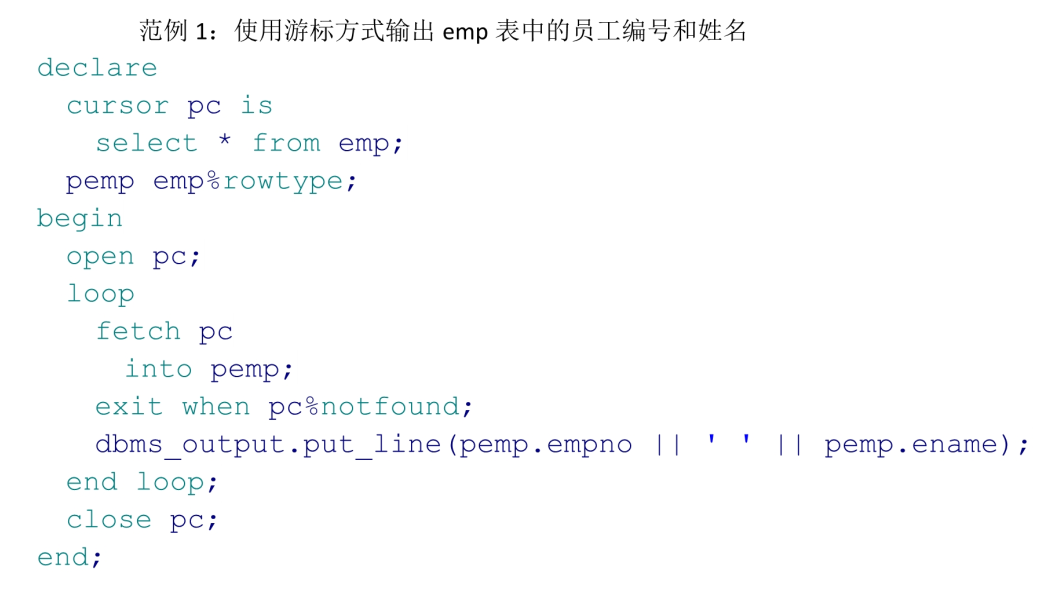 范例 1：使用游标方式输出 emp 表中的员工编号和姓名
declare
cursor pc is
select * from emp;
pemp emp%rowtype;
begin
open pc;
loop
fetch pc
into pemp;
exit when pc%notfound;
dbms_output.put_line(pemp.empno || ' ' || pemp.ename);
end loop;
close pc;
end;